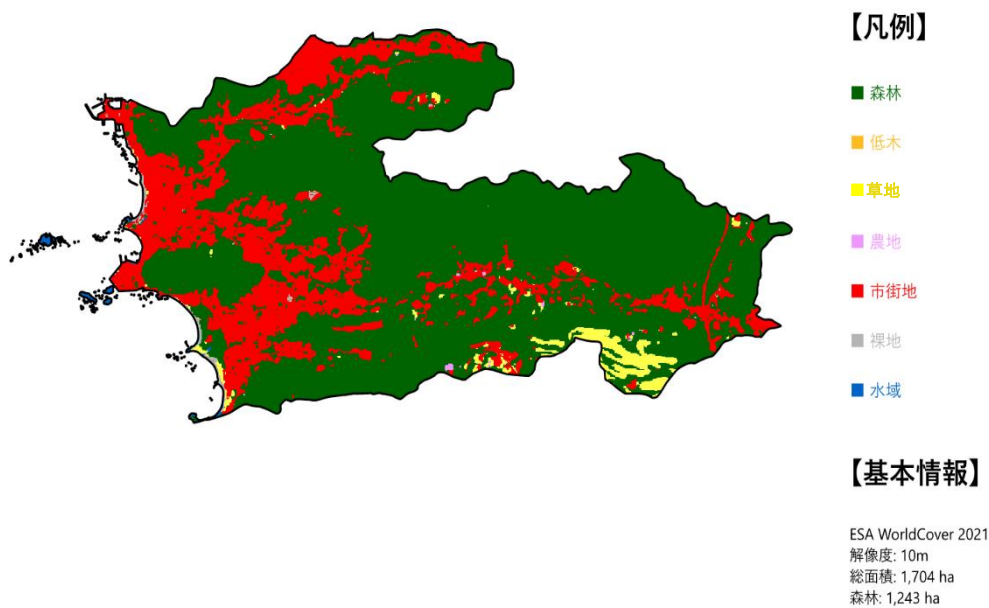 【凡例】
森林
低木
草地
農地
市街地
裸地
水域
【基本情報】
ESA WorldCover 2021
解像度: 10m
総面積: 1,704 ha
森林: 1,243 ha